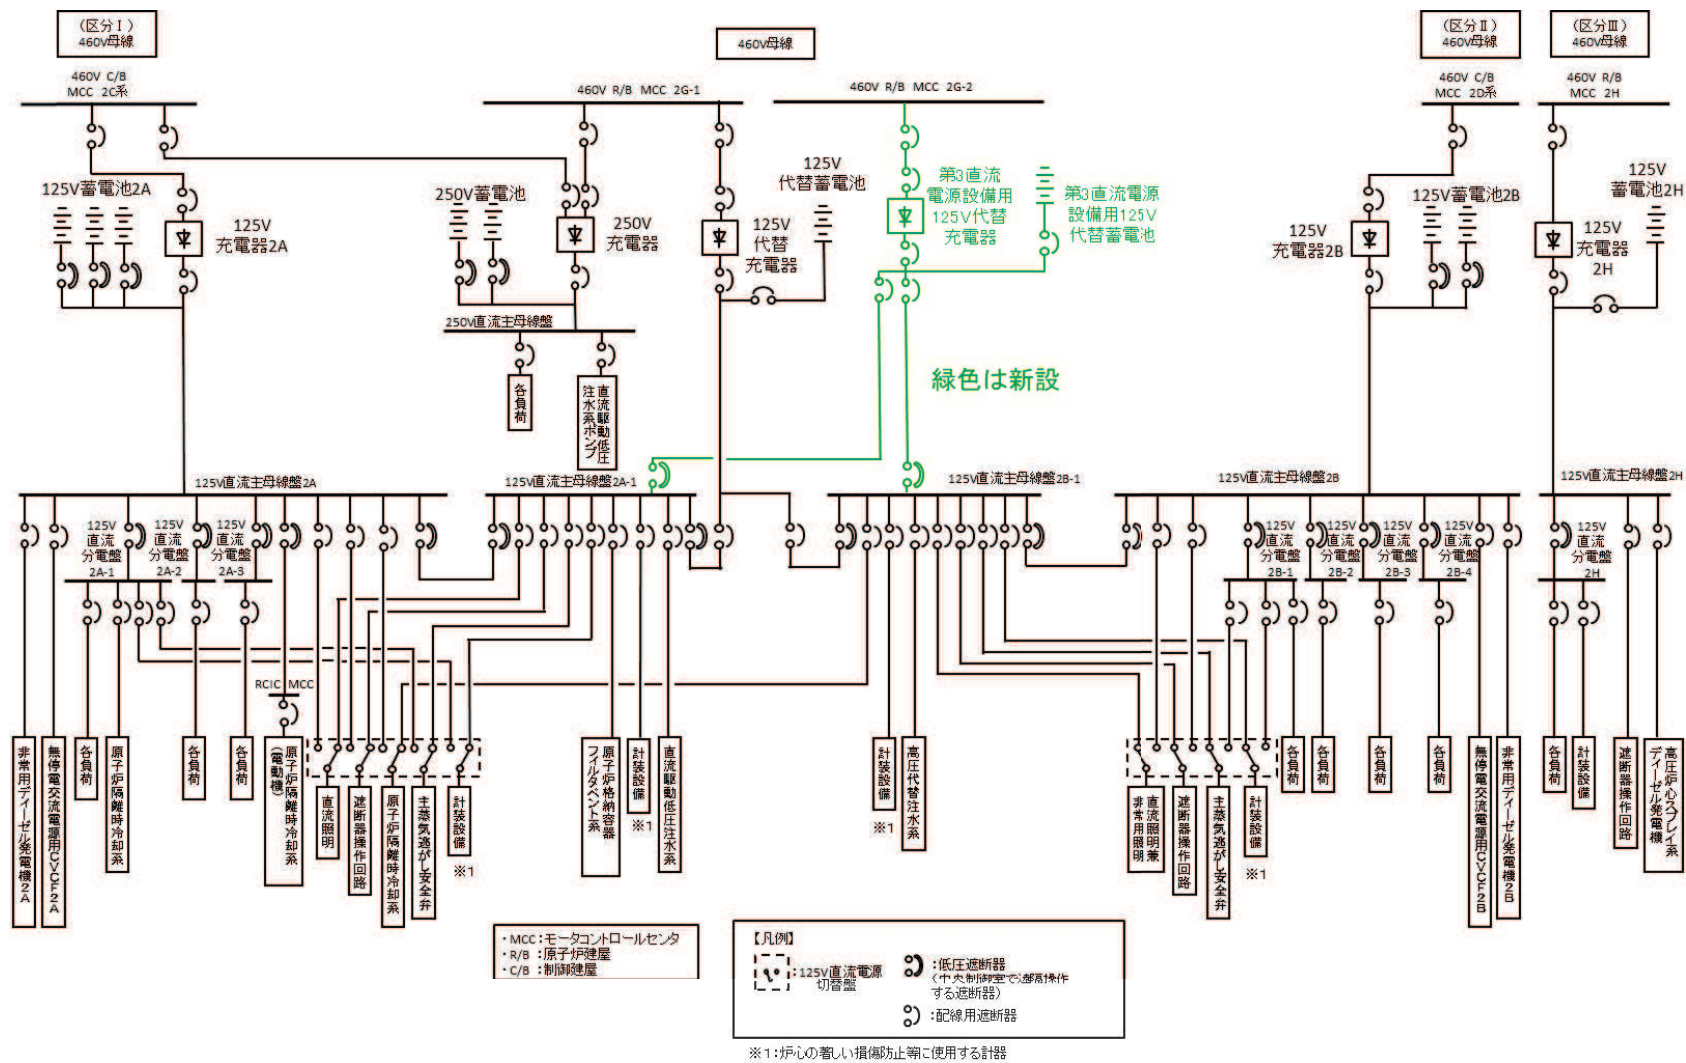 (区分Ⅰ)
460V母線
460V母線
(区分Ⅱ)
460V母線
(区分Ⅲ)
460V母線
460V C/B
MCC 2C系
460V R/B MCC 2G-1
460V R/B MCC 2G-2
460V C/B
MCC 2D系
460V R/B
MCC 2H
125V蓄電池2A
125V
充電器2A
250V蓄電池
250V
充電器
125V
代替蓄電池
125V
代替
充電器
第3直流
電源設備用
125V代替
充電器
第3直流電源
設備用125V
代替蓄電池
125V
充電器2B
125V蓄電池2B
125V
充電器
2H
125V
蓄電池2H
250V直流主母線盤
各負荷
直流駆動低圧
注水系ポンプ
緑色は新設
125V直流主母線盤2A
125V直流主母線盤2A-1
125V直流主母線盤2B-1
125V直流主母線盤2B
125V直流主母線盤2H
125V
直流
分電盤
2A-1
125V
直流
分電盤
2A-2
125V
直流
分電盤
2A-3
125V
直流
分電盤
2B-1
125V
直流
分電盤
2B-2
125V
直流
分電盤
2B-3
125V
直流
分電盤
2B-4
125V
直流
分電盤
2H
RCIC MCC
非常用ディーゼル発電機2A
無停電交流電源用CVCF2A
各負荷
原子炉隔離時冷却系
各負荷
各負荷
原子炉隔離時冷却系
(電動機)
直流照明
遮断器操作回路
原子炉隔離時冷却系
主蒸気逃がし安全弁
計装設備
※1
原子炉格納容器
フィルタベント系
計装設備
※1
直流駆動低圧注水系
計装設備
※1
高圧代替注水系
直流照明兼
非常用照明
遮断器操作回路
主蒸気逃がし安全弁
計装設備
※1
各負荷
各負荷
各負荷
各負荷
無停電交流電源用CVCF2B
非常用ディーゼル発電機2B
各負荷
計装設備
遮断器操作回路
高圧炉心スプレイ系
ディーゼル発電機
・MCC:モータコントロールセンタ
・R/B :原子炉建屋
・C/B :制御建屋
【凡例】
:125V直流電源
切替盤
:低圧遮断器
(中央制御室で遠隔操作
する遮断器)
:配線用遮断器
※1:炉心の著しい損傷防止等に使用する計器